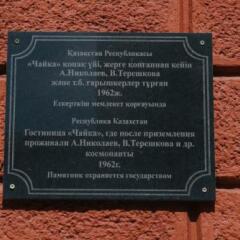 Қазақстан Республикасы
«Чайка» қонақ үйі, жерге қонғаннан кейін
А.Николаев, В.Терешкова
және т.б. ғарышкерлер тұрған
1962ж.
Ескерткіш мемлекет қорғауында
Республика Казахстан
Гостиница «Чайка», где после приземления
проживали А.Николаев, В.Терешкова и др.
космонавты
1962г.
Памятник охраняется государством